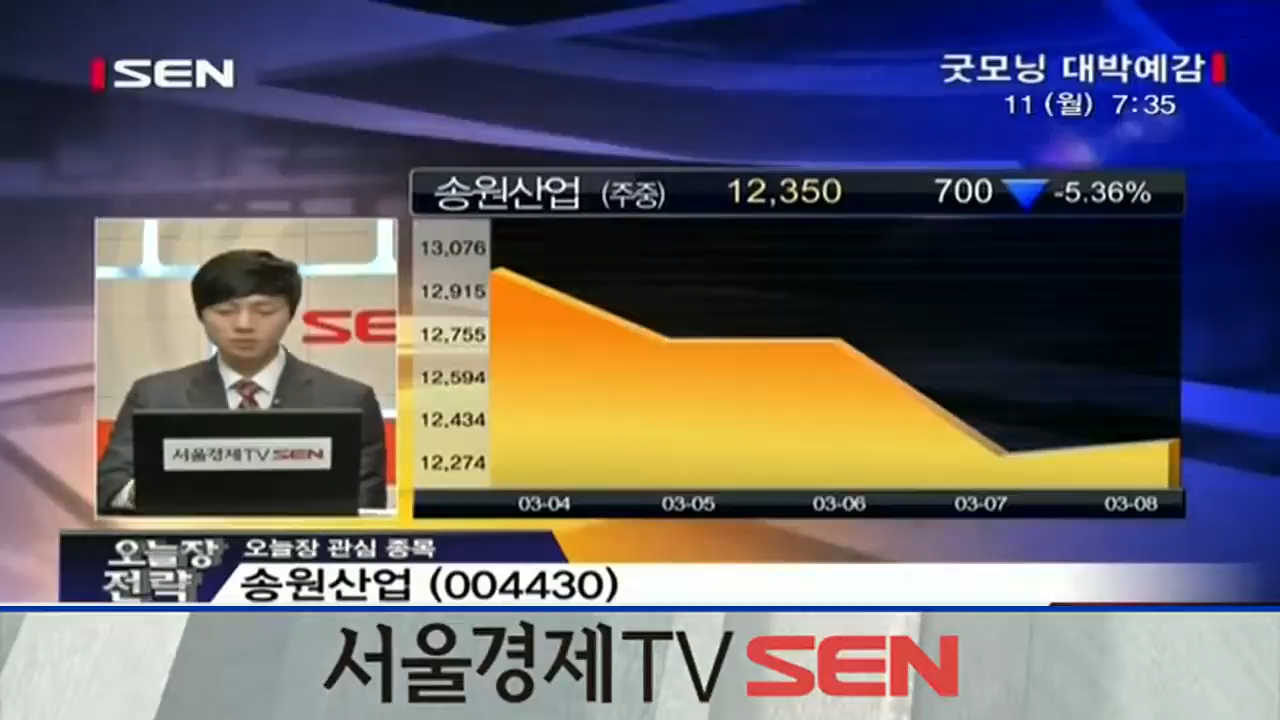 SEN
굿모닝 대박예감
11 (월) 7:35
송원산업 (주중) 12,350 700 -5.36%
13,076
12,915
12,755
12,594
12,434
12,274
03-04 03-05 03-06 03-07 03-08
SE
서울경제TV SEN
오늘장 전략
오늘장 관심 종목
송원산업 (004430)
서울경제TV SEN